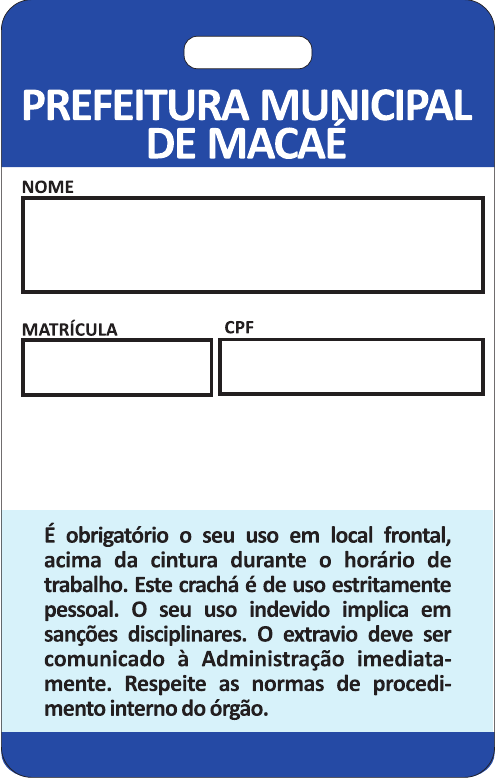 PREFEITURA MUNICIPAL
DE MACAÉ
NOME
MATRÍCULA
CPF
É obrigatório o seu uso em local frontal,
acima da cintura durante o horário de
trabalho. Este crachá é de uso estritamente
pessoal. O seu uso indevido implica em
sanções disciplinares. O extravio deve ser
comunicado à Administração imediata-
mente. Respeite as normas de procedi-
mento interno do órgão.